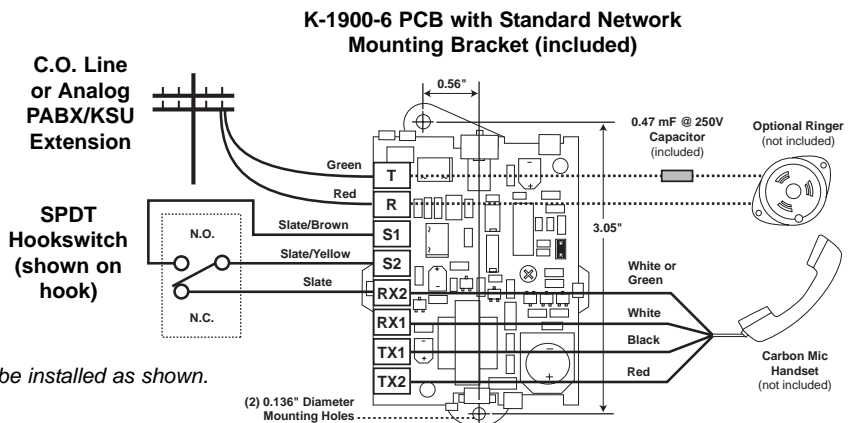 K-1900-6 PCB with Standard Network
Mounting Bracket (included)
C.O. Line
or Analog
PABX/KSU
Extension
0.56"
0.47 mF @ 250V
Capacitor
(included)
Optional Ringer
(not included)
Green
T
Red
R
SPDT
Hookswitch
(shown on
hook)
N.O.
N.C.
Slate/Brown
S1
Slate/Yellow
S2
Slate
RX2
RX1
TX1
TX2
3.05"
White or
Green
White
Black
Red
Carbon Mic
Handset
(not included)
be installed as shown.
(2) 0.136" Diameter
Mounting Holes